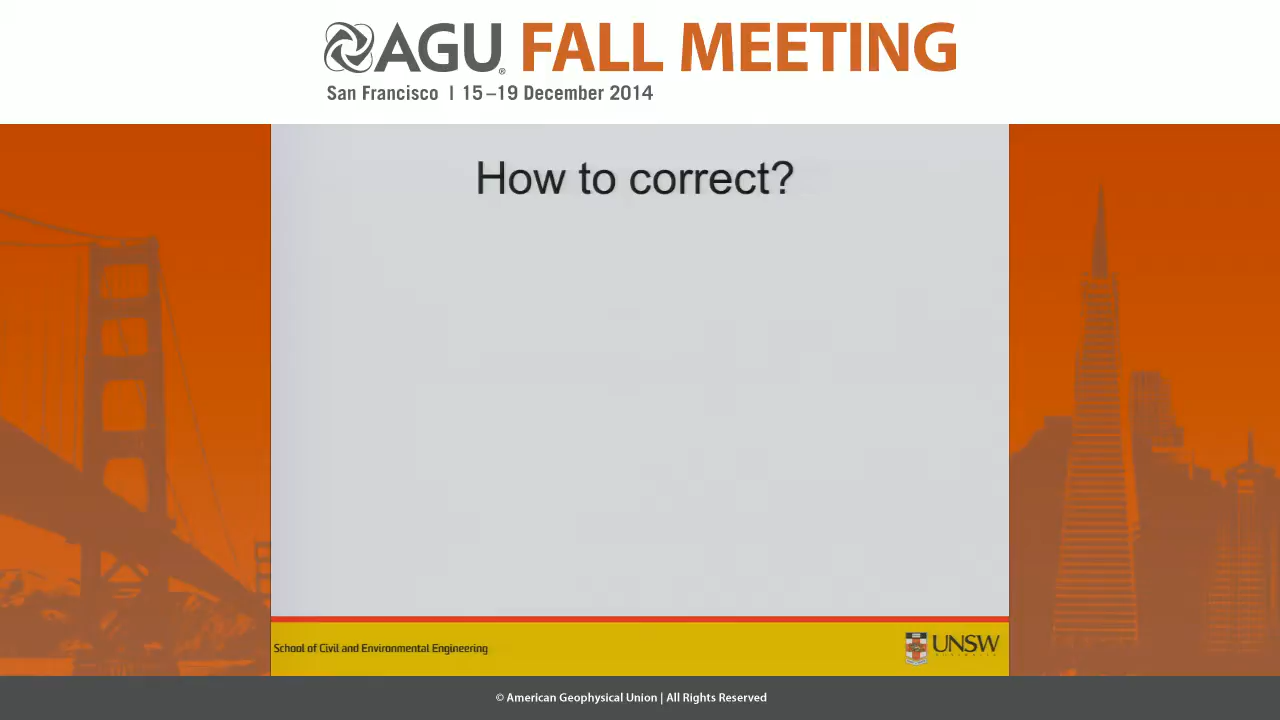 AGU® FALL MEETING
San Francisco | 15–19 December 2014
How to correct?
School of Civil and Environmental Engineering
UNSW
© American Geophysical Union | All Rights Reserved